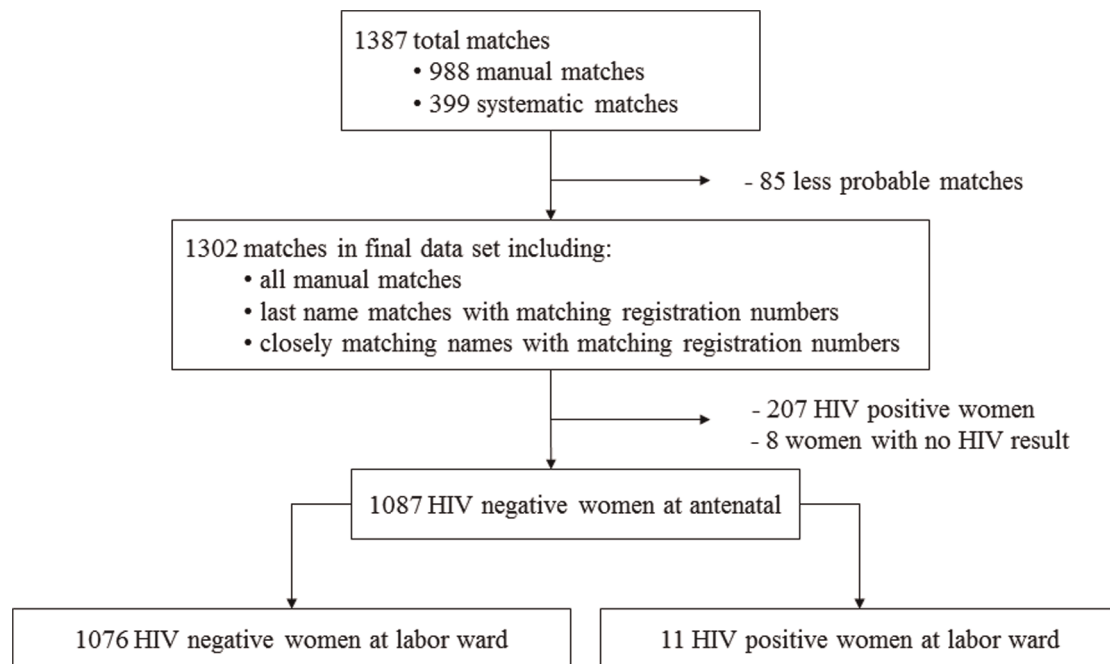 1387 total matches
• 988 manual matches
• 399 systematic matches
- 85 less probable matches
1302 matches in final data set including:
• all manual matches
• last name matches with matching registration numbers
• closely matching names with matching registration numbers
- 207 HIV positive women
- 8 women with no HIV result
1087 HIV negative women at antenatal
1076 HIV negative women at labor ward
11 HIV positive women at labor ward